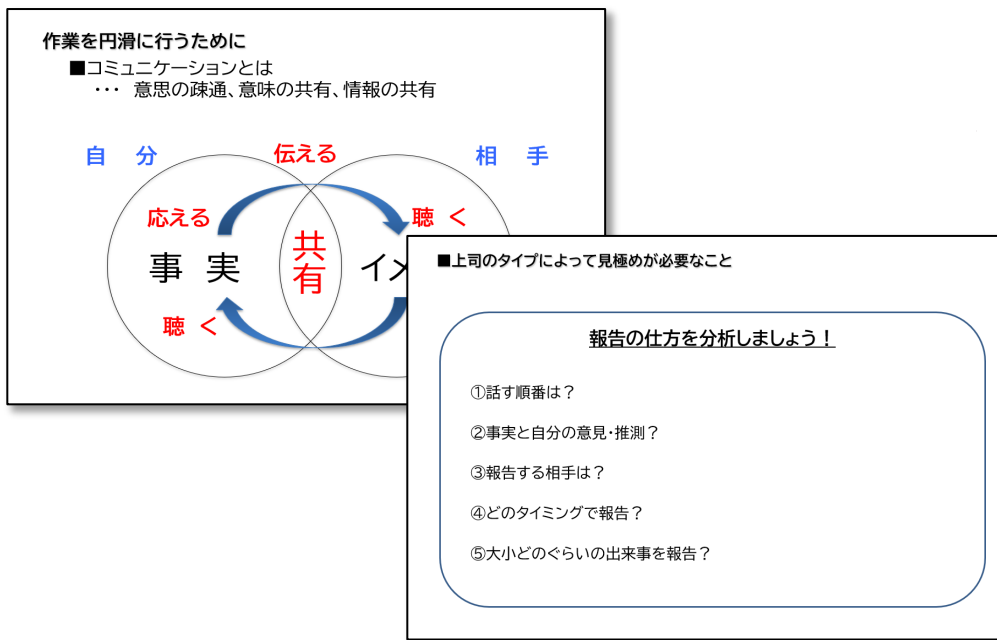 作業を円滑に行うために
■コミュニケーションとは
･･･ 意思の疎通、意味の共有、情報の共有
自 分
伝える
相 手
応える
聴 く
事 実
共有
イメ
聴 く
■上司のタイプによって見極めが必要なこと
報告の仕方を分析しましょう！
①話す順番は？
②事実と自分の意見・推測？
③報告する相手は？
④どのタイミングで報告？
⑤大小どのぐらいの出来事を報告？